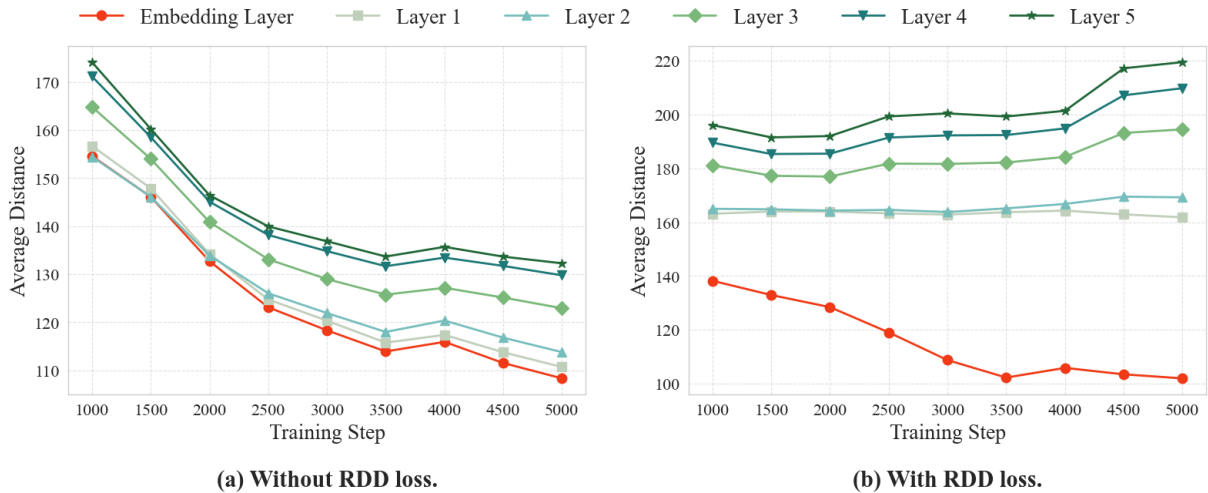 Embedding Layer Layer 1 Layer 2 Layer 3 Layer 4 Layer 5
Average Distance
170
160
150
140
130
120
110
1000 1500 2000 2500 3000 3500 4000 4500 5000
Training Step
(a) Without RDD loss.
Average Distance
220
200
180
160
140
120
100
1000 1500 2000 2500 3000 3500 4000 4500 5000
Training Step
(b) With RDD loss.